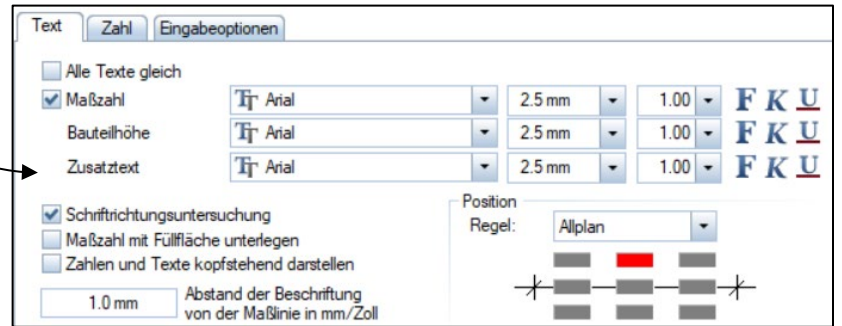 Text Zahl Eingabeoptionen
Alle Texte gleich
Maßzahl Arial 2.5 mm 1.00 F K U
Bauteilhöhe Arial 2.5 mm 1.00 F K U
Zusatztext Arial 2.5 mm 1.00 F K U
Schriftrichtungsuntersuchung
Maßzahl mit Füllfläche unterlegen
Zahlen und Texte kopfstehend darstellen
1.0 mm Abstand der Beschriftung
von der Maßlinie in mm/Zoll
Position
Regel: Allplan